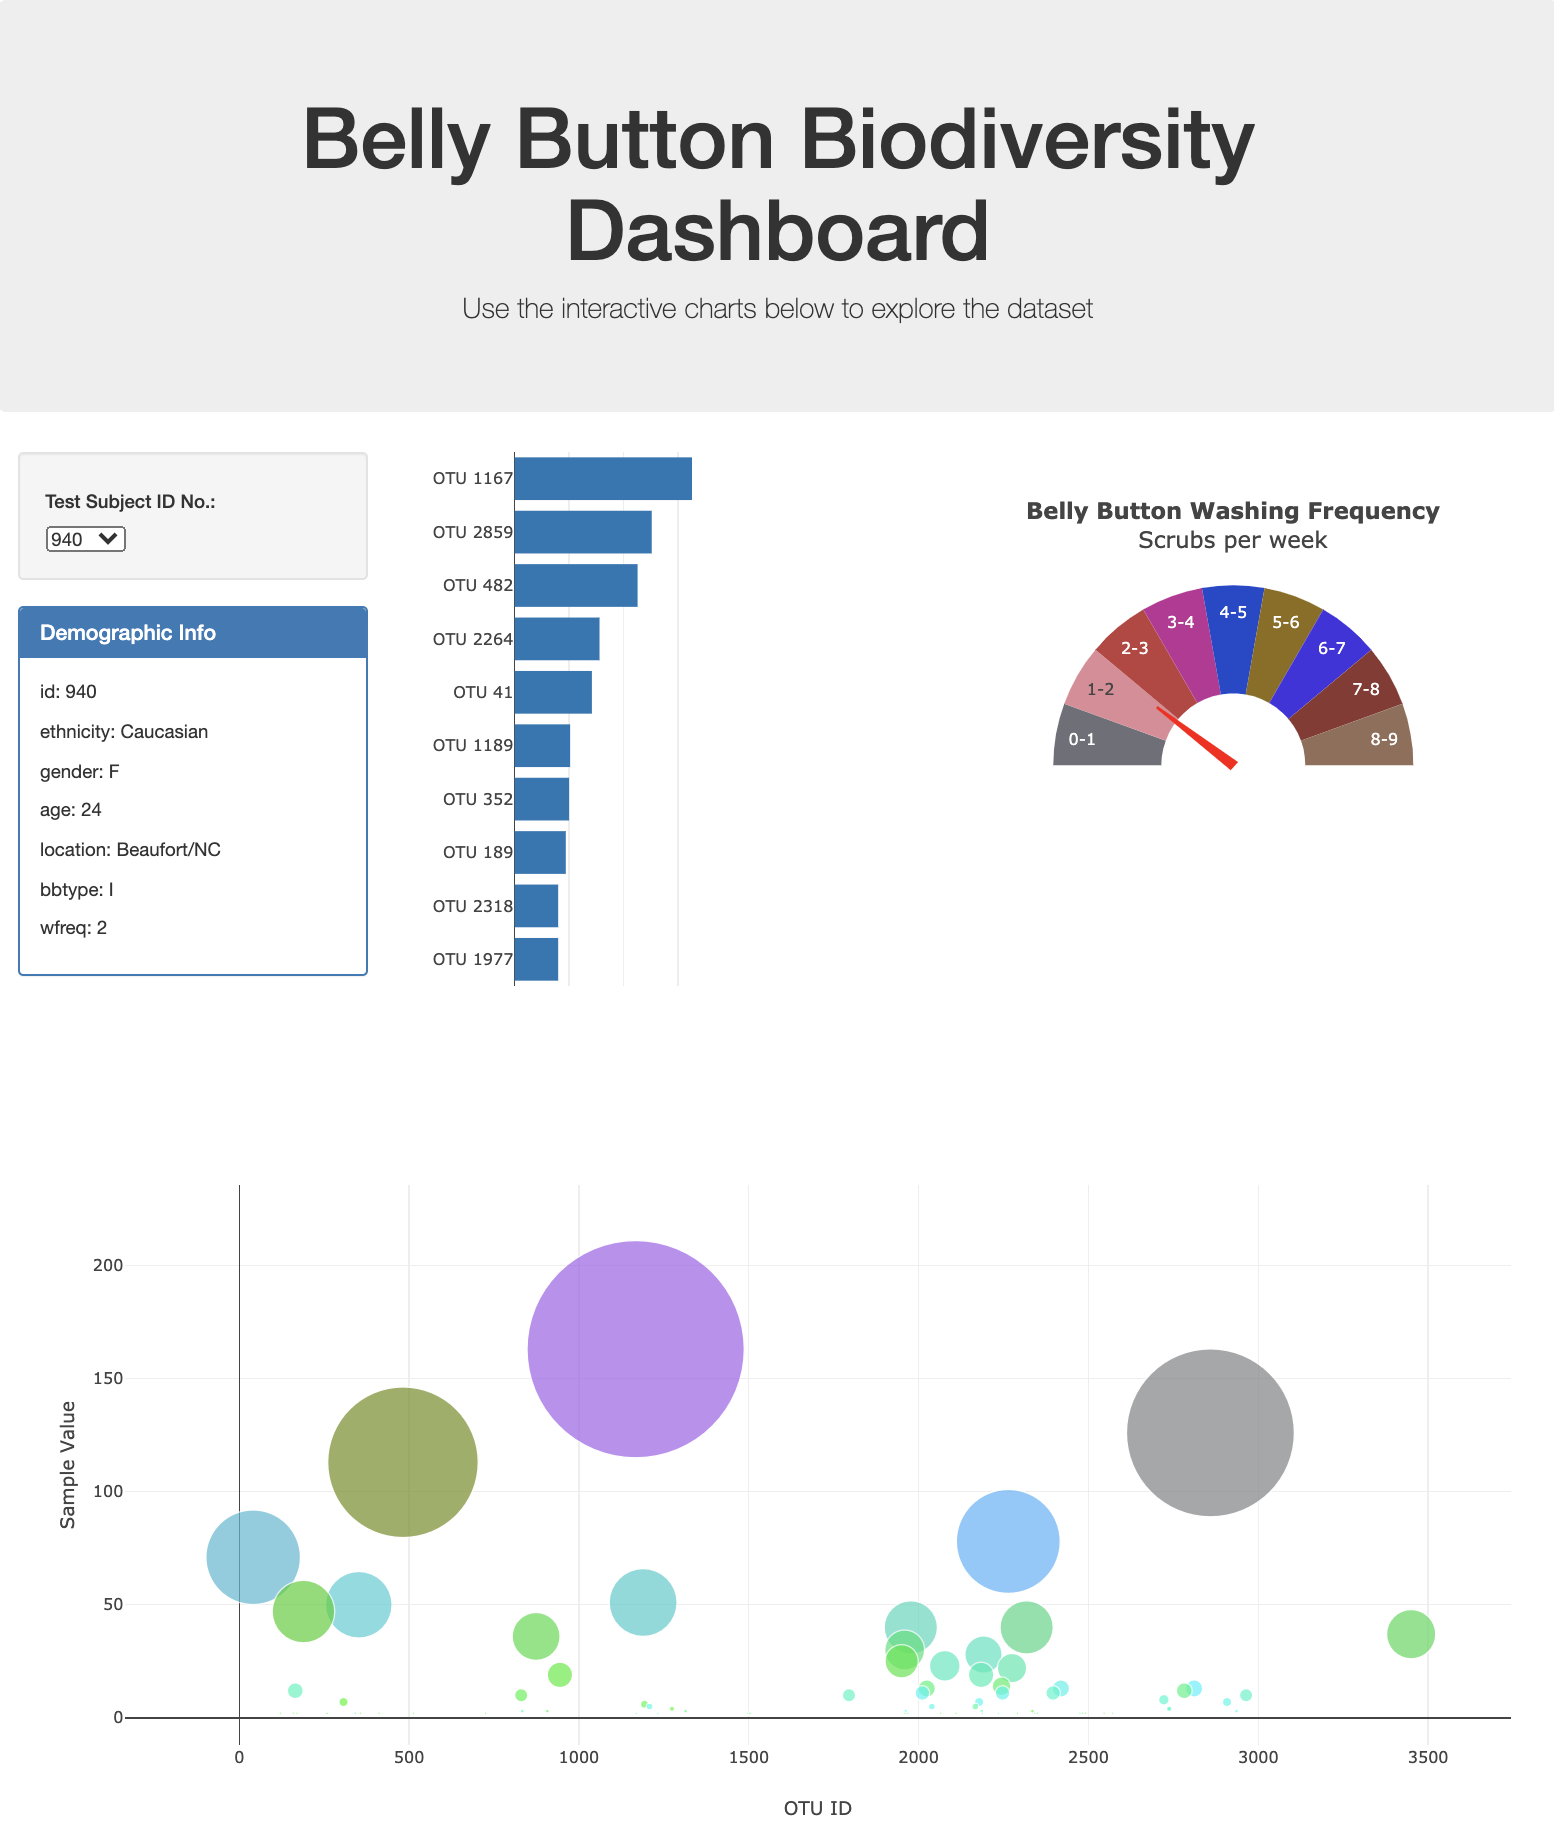 Belly Button Biodiversity
Dashboard
Use the interactive charts below to explore the dataset
Test Subject ID No.:
940
Demographic Info
id: 940
ethnicity: Caucasian
gender: F
age: 24
location: Beaufort/NC
bbtype: I
wfreq: 2
OTU 1167
OTU 2859
OTU 482
OTU 2264
OTU 41
OTU 1189
OTU 352
OTU 189
OTU 2318
OTU 1977
Belly Button Washing Frequency
Scrubs per week
0-1
1-2
2-3
3-4
4-5
5-6
6-7
7-8
8-9
Sample Value
200
150
100
50
0
0
500
1000
1500
2000
2500
3000
3500
OTU ID